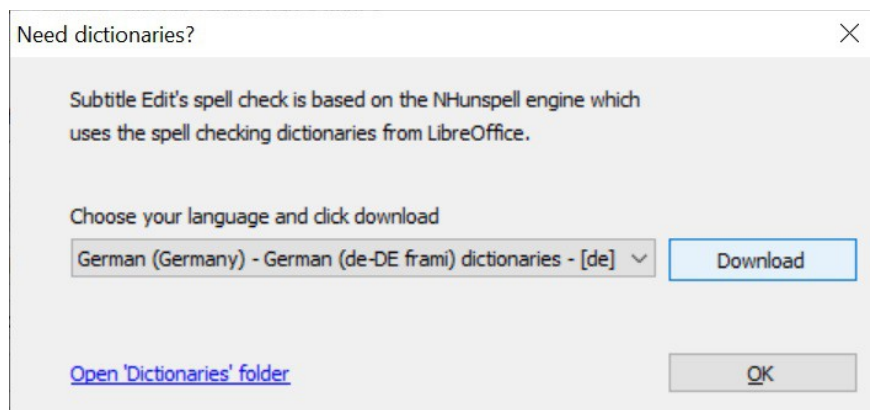 Need dictionaries?
Subtitle Edit's spell check is based on the NHunspell engine which
uses the spell checking dictionaries from LibreOffice.
Choose your language and click download
German (Germany) - German (de-DE frami) dictionaries - [de]
Download
Open 'Dictionaries' folder
OK